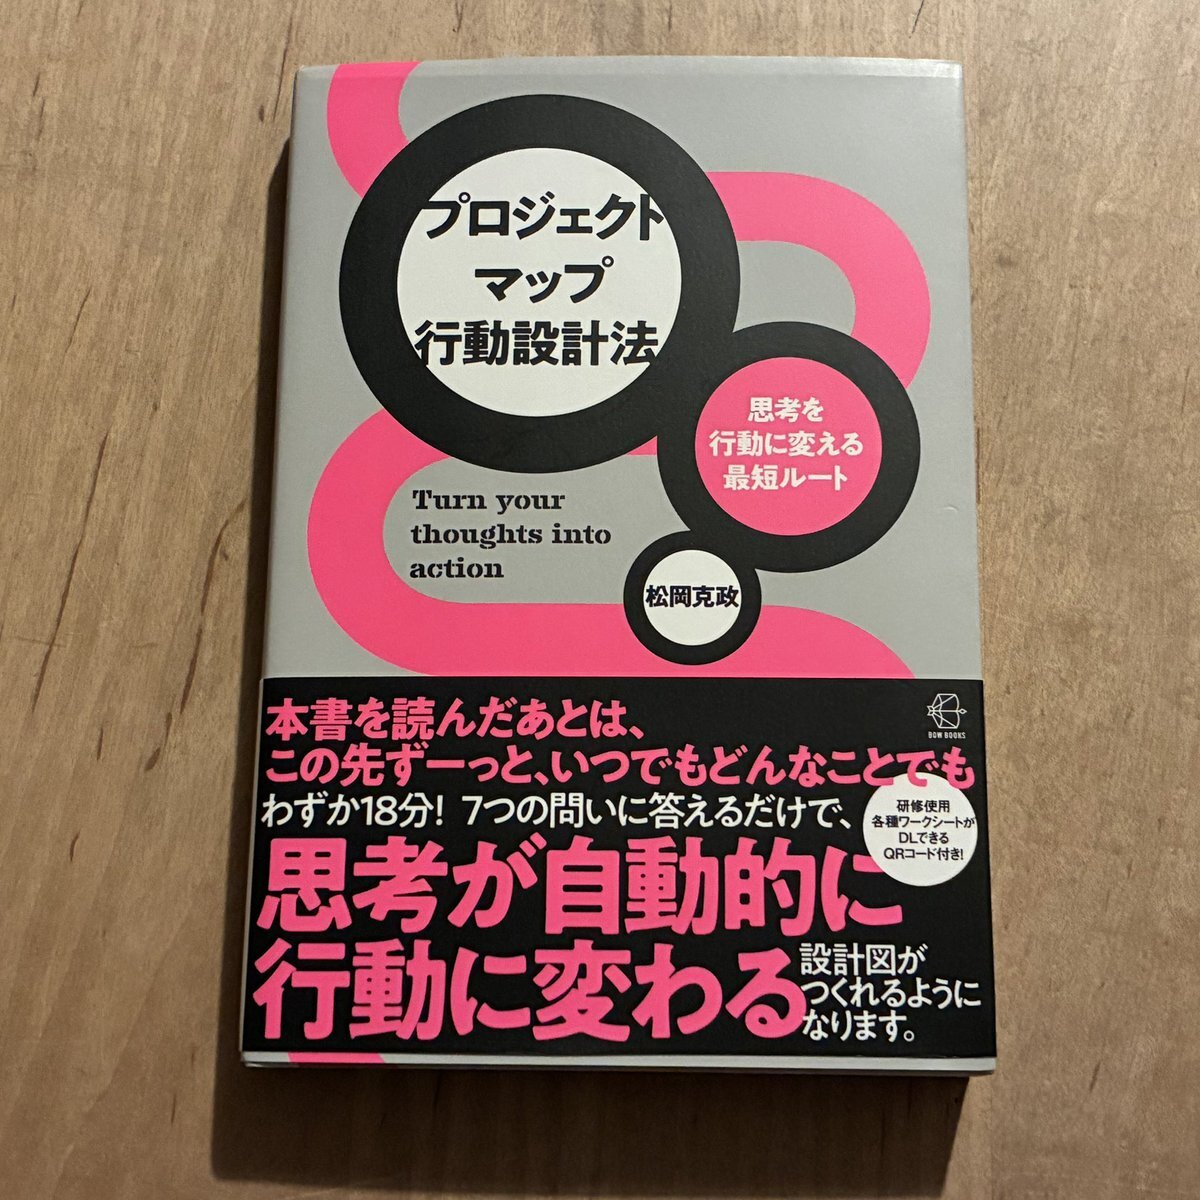 プロジェクト
マップ
行動設計法
思考を
行動に変える
最短ルート
Turn your
thoughts into
action
松岡克政
本書を読んだあとは、
この先ずーっと、いつでもどんなことでも
わずか18分! 7つの問いに答えるだけで、
思考が自動的に
行動に変わる
設計図が
つくれるように
なります。
BOW BOOKS
研修使用
各種ワークシートが
DLできる
QRコード付き!